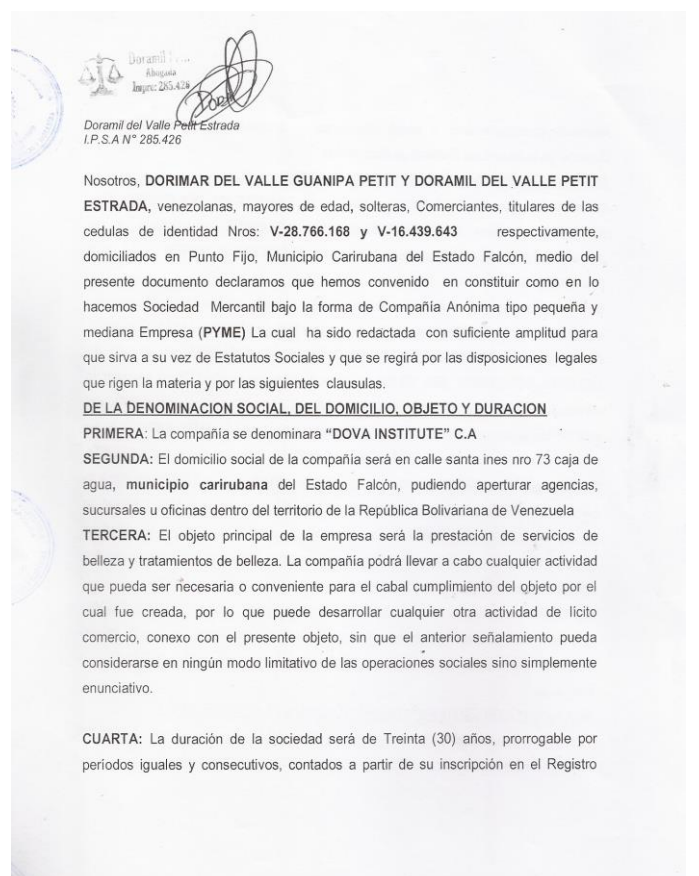 Doramil
Abogada
Inpre: 285.426
Doramil del Valle Petit Estrada
I.P.S.A N° 285.426
Nosotros, DORIMAR DEL VALLE GUANIPA PETIT Y DORAMIL DEL VALLE PETIT
ESTRADA, venezolanas, mayores de edad, solteras, Comerciantes, titulares de las
cedulas de identidad Nros: V-28.766.168 y V-16.439.643 respectivamente,
domiciliados en Punto Fijo, Municipio Carirubana del Estado Falcón, medio del
presente documento declaramos que hemos convenido en constituir como en lo
hacemos Sociedad Mercantil bajo la forma de Compañía Anónima tipo pequeña y
mediana Empresa (PYME) La cual ha sido redactada con suficiente amplitud para
que sirva a su vez de Estatutos Sociales y que se regirá por las disposiciones legales
que rigen la materia y por las siguientes clausulas.
DE LA DENOMINACION SOCIAL, DEL DOMICILIO, OBJETO Y DURACION
PRIMERA: La compañía se denominara “DOVA INSTITUTE” C.A
SEGUNDA: El domicilio social de la compañía será en calle santa ines nro 73 caja de
agua, municipio carirubana del Estado Falcón, pudiendo aperturar agencias,
sucursales u oficinas dentro del territorio de la República Bolivariana de Venezuela
TERCERA: El objeto principal de la empresa será la prestación de servicios de
belleza y tratamientos de belleza. La compañía podrá llevar a cabo cualquier actividad
que pueda ser necesaria o conveniente para el cabal cumplimiento del objeto por el
cual fue creada, por lo que puede desarrollar cualquier otra actividad de licito
comercio, conexo con el presente objeto, sin que el anterior señalamiento pueda
considerarse en ningún modo limitativo de las operaciones sociales sino simplemente
enunciativo.
CUARTA: La duración de la sociedad será de Treinta (30) años, prorrogable por
períodos iguales y consecutivos, contados a partir de su inscripción en el Registro